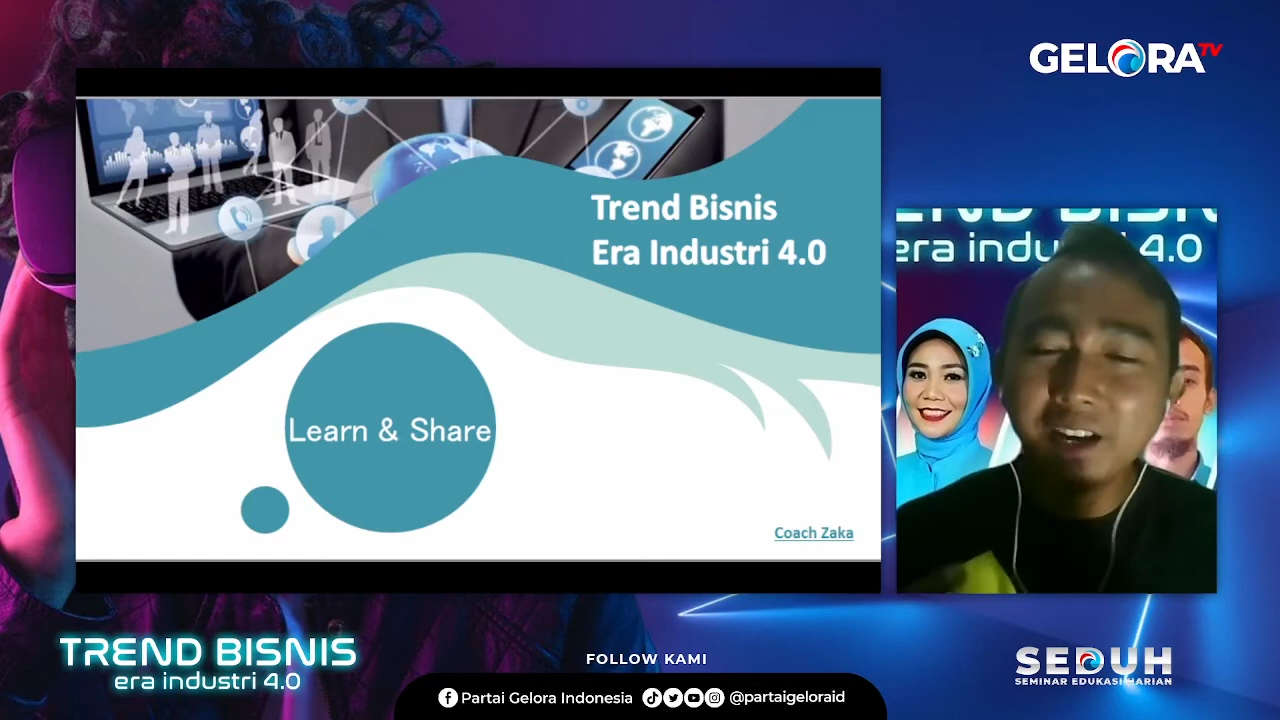 GELORA TV
Trend Bisnis
Era Industri 4.0
Learn & Share
Coach Zaka
era industri 4.0
TREND BISNIS
era industri 4.0
FOLLOW KAMI
Partai Gelora Indonesia
@partaigeloraid
SEDUH
SEMINAR EDUKASI HARIAN